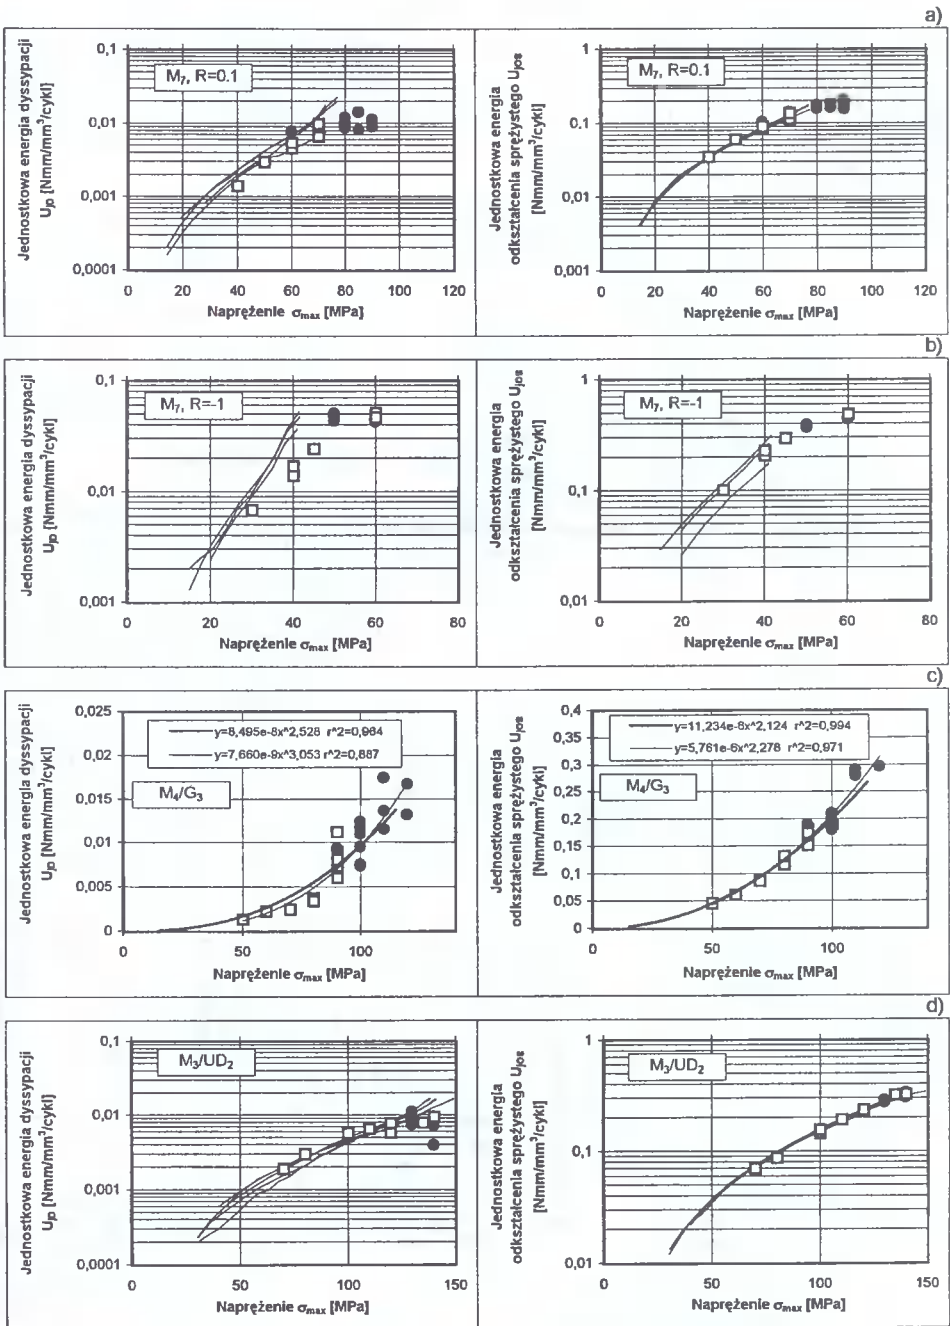 a)
Jednostkowa energia dyssypacji
U_jD [Nmm/mm³/cykl]
0,1
0,01
0,001
0,0001
M₇, R=0.1
0 20 40 60 80 100 120
Naprężenie σmax [MPa]
Jednostkowa energia
odkształcenia sprężystego Ujos
[Nmm/mm³/cykl]
1
0,1
0,01
0,001
M₇, R=0.1
0 20 40 60 80 100 120
Naprężenie σmax [MPa]
b)
Jednostkowa energia dyssypacji
U_jD [Nmm/mm³/cykl]
0,1
0,01
0,001
M₇, R=-1
0 20 40 60 80
Naprężenie σmax [MPa]
Jednostkowa energia
odkształcenia sprężystego Ujos
[Nmm/mm³/cykl]
1
0,1
0,01
M₇, R=-1
0 20 40 60 80
Naprężenie σmax [MPa]
c)
Jednostkowa energia dyssypacji
U_jD [Nmm/mm³/cykl]
0,025
0,02
0,015
0,01
0,005
0
y=8,495e-8x^2,528 r^2=0,964
y=7,660e-9x^3,053 r^2=0,887
M₄/G₃
0 50 100
Naprężenie σmax [MPa]
Jednostkowa energia
odkształcenia sprężystego Ujos
[Nmm/mm³/cykl]
0,4
0,35
0,3
0,25
0,2
0,15
0,1
0,05
0
y=11,234e-6x^2,124 r^2=0,994
y=5,761e-6x^2,278 r^2=0,971
M₄/G₃
0 50 100
Naprężenie σmax [MPa]
d)
Jednostkowa energia dyssypacji
U_jD [Nmm/mm³/cykl]
0,1
0,01
0,001
0,0001
M₃/UD₂
0 50 100 150
Naprężenie σmax [MPa]
Jednostkowa energia
odkształcenia sprężystego Ujos
[Nmm/mm³/cykl]
1
0,1
0,01
M₃/UD₂
0 50 100 150
Naprężenie σmax [MPa]